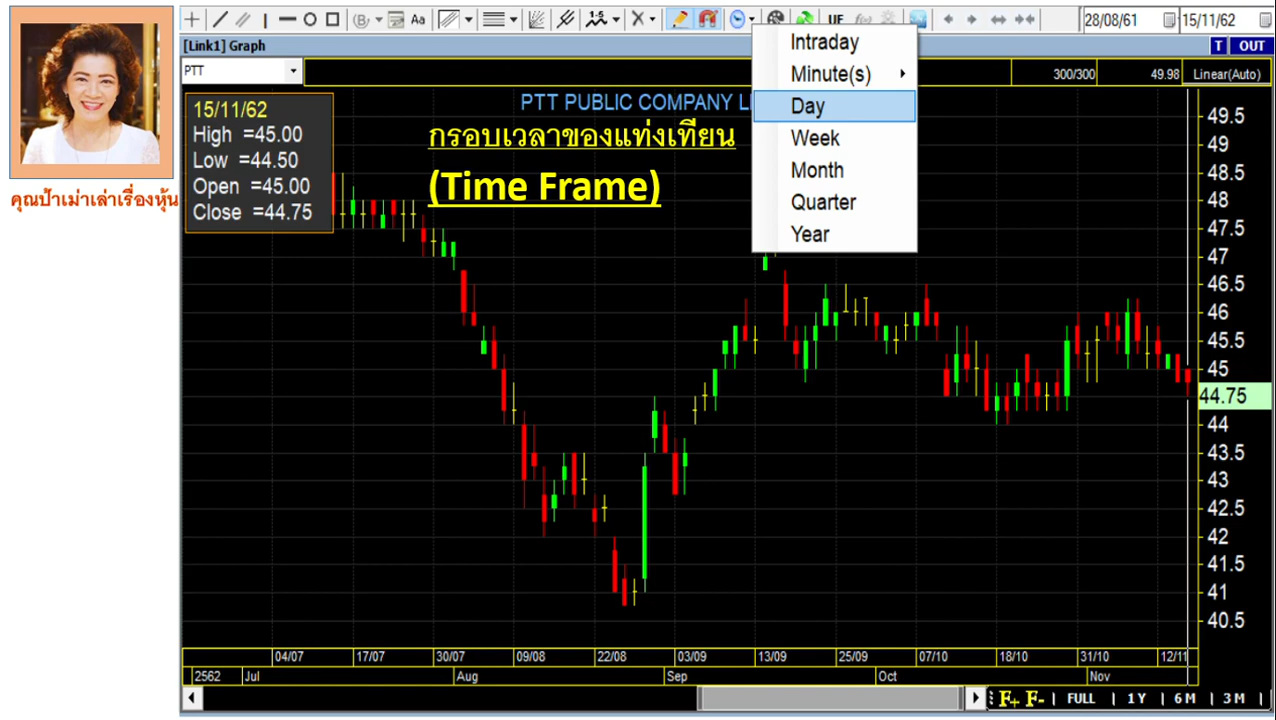 Aa
1-5
UF
28/08/61
15/11/62
[Link1] Graph
T OUT
PTT
300/300 49.98 Linear(Auto)
คุณป้าเม่าเล่าเรื่องหุ้น
15/11/62
High =45.00
Low =44.50
Open =45.00
Close =44.75
PTT PUBLIC COMPANY L
กรอบเวลาของแท่งเทียน
(Time Frame)
Intraday
Minute(s)
Day
Week
Month
Quarter
Year
49.5
49
48.5
48
47.5
47
46.5
46
45.5
45
44.75
44
43.5
43
42.5
42
41.5
41
40.5
04/07 17/07 30/07 09/08 22/08 03/09 13/09 25/09 07/10 18/10 31/10 12/11
2562 Jul Aug Sep Oct Nov
F+ F- | FULL | 1Y | 6M | 3M |